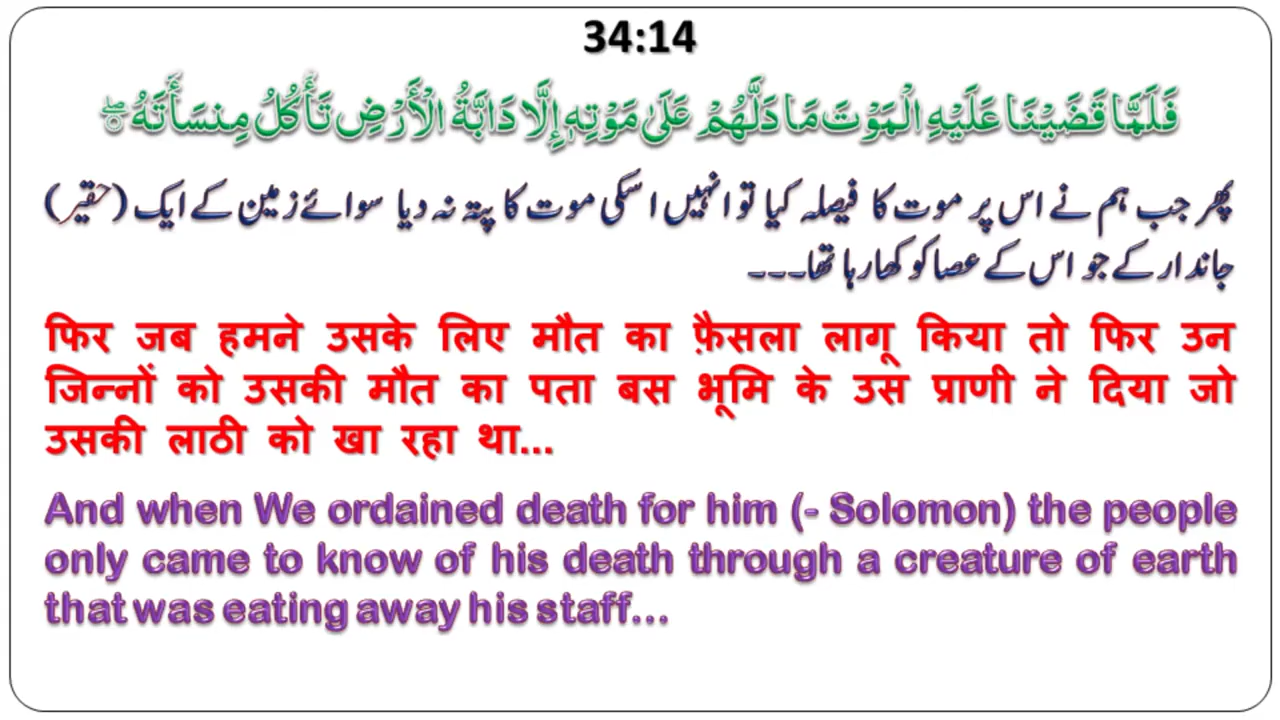 34:14
فَلَمَّا قَضَيْنَا عَلَيْهِ الْمَوْتَ مَا دَلَّهُمْ عَلَىٰ مَوْتِهِ إِلَّا دَابَّةُ الْأَرْضِ تَأْكُلُ مِنسَأَتَهُ ۖ
پھر جب ہم نے اس پر موت کا فیصلہ کیا تو انہیں اسکی موت کا پتہ نہ دیا سوائے زمین کے ایک (حقیر)
جاندار کے جو اس کے عصا کو کھا رہا تھا۔۔۔
फिर जब हमने उसके लिए मौत का फ़ैसला लागू किया तो फिर उन
जिन्नों को उसकी मौत का पता बस भूमि के उस प्राणी ने दिया जो
उसकी लाठी को खा रहा था...
And when We ordained death for him (- Solomon) the people
only came to know of his death through a creature of earth
that was eating away his staff...